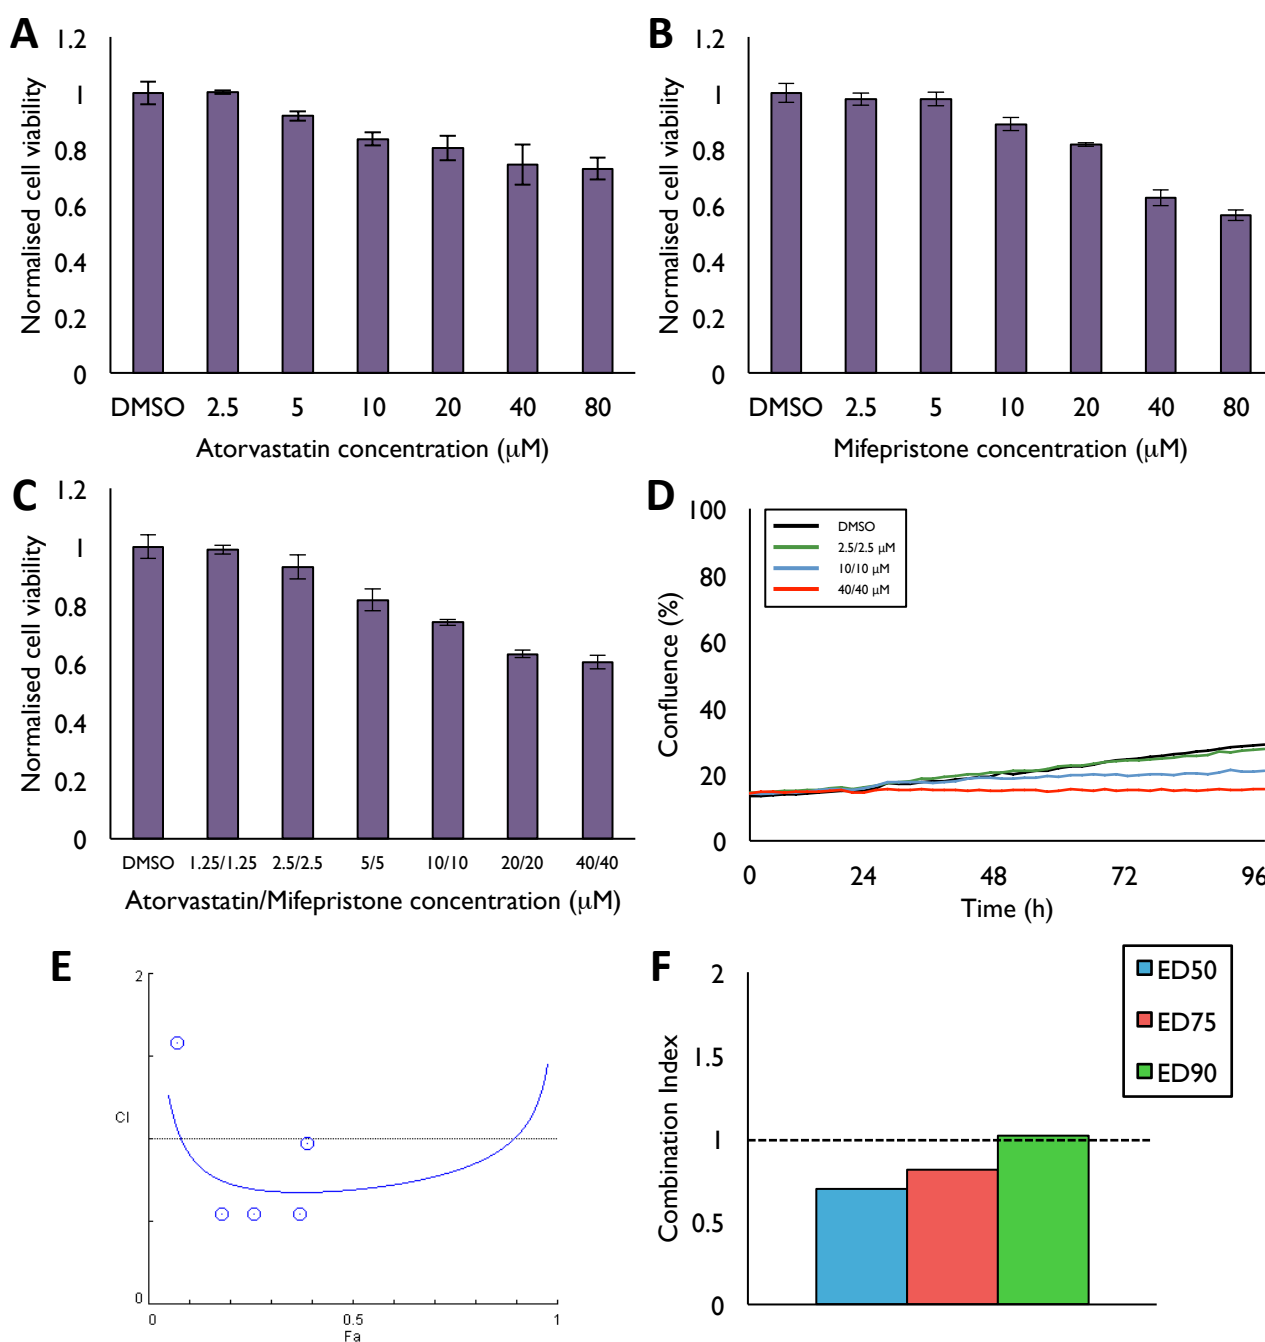 A
1.2
1
0.8
0.6
0.4
0.2
0
Normalised cell viability
DMSO 2.5 5 10 20 40 80
Atorvastatin concentration (μM)
B
1.2
1
0.8
0.6
0.4
0.2
0
Normalised cell viability
DMSO 2.5 5 10 20 40 80
Mifepristone concentration (μM)
C
1.2
1
0.8
0.6
0.4
0.2
0
Normalised cell viability
DMSO 1.25/1.25 2.5/2.5 5/5 10/10 20/20 40/40
Atorvastatin/Mifepristone concentration (μM)
D
100
80
60
40
20
0
Confluence (%)
DMSO
2.5/2.5 μM
10/10 μM
40/40 μM
0 24 48 72 96
Time (h)
E
2
CI
0
0 0.5 1
Fa
F
2
1.5
1
0.5
0
Combination Index
ED50
ED75
ED90